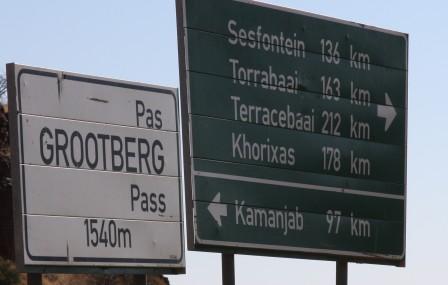 Pas
GROOTBERG
Pass
1540m
Sesfontein 136 km
Torrabaai 163 km
Terracebaai 212 km
Khorixas 178 km
Kamanjab 97 km